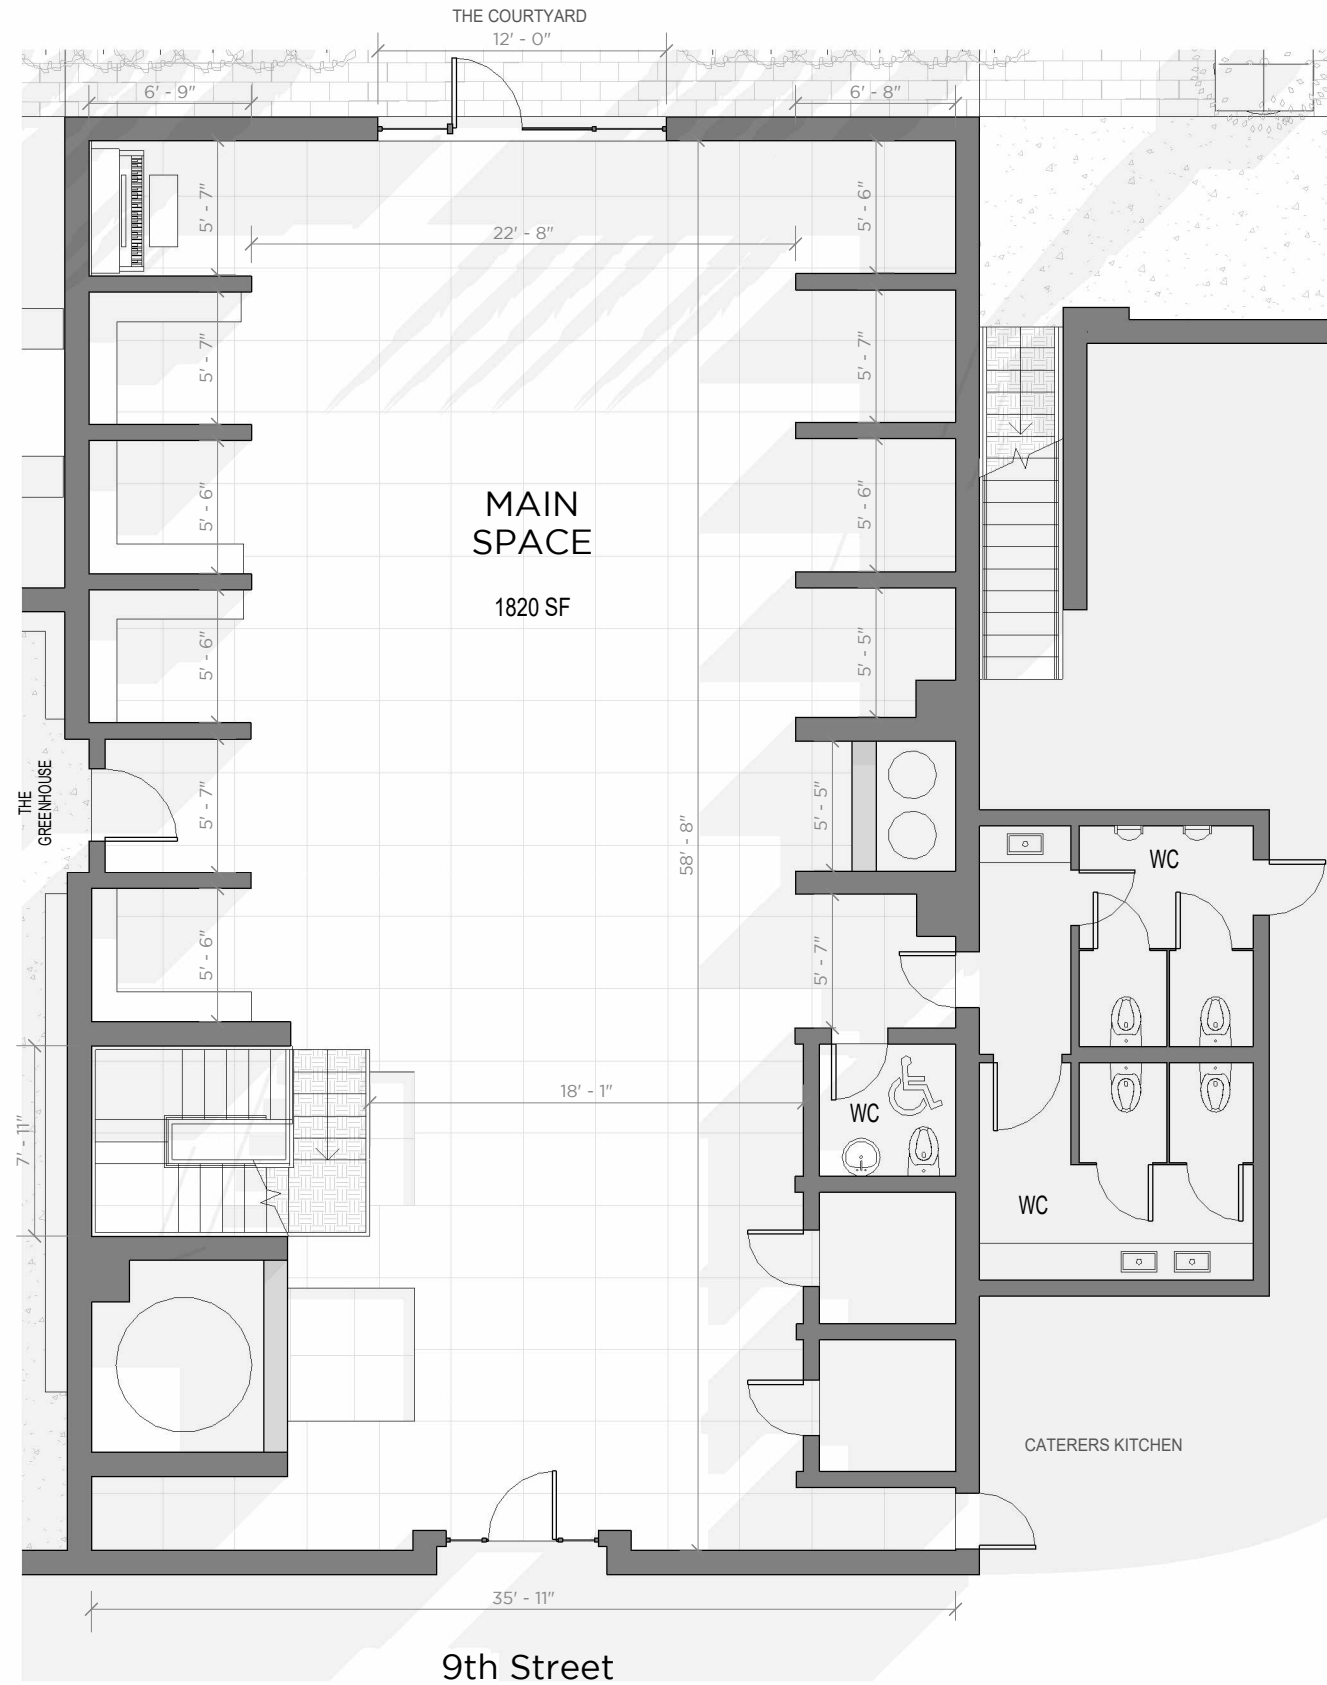 THE COURTYARD
12' - 0"
6' - 9"
6' - 8"
5' - 7"
5' - 6"
22' - 8"
5' - 7"
5' - 7"
MAIN
SPACE
5' - 6"
5' - 6"
1820 SF
5' - 6"
5' - 5"
THE
GREENHOUSE
5' - 7"
58' - 8"
5' - 5"
WC
5' - 6"
5' - 7"
18' - 1"
WC
7' - 11"
WC
CATERERS KITCHEN
35' - 11"
9th Street